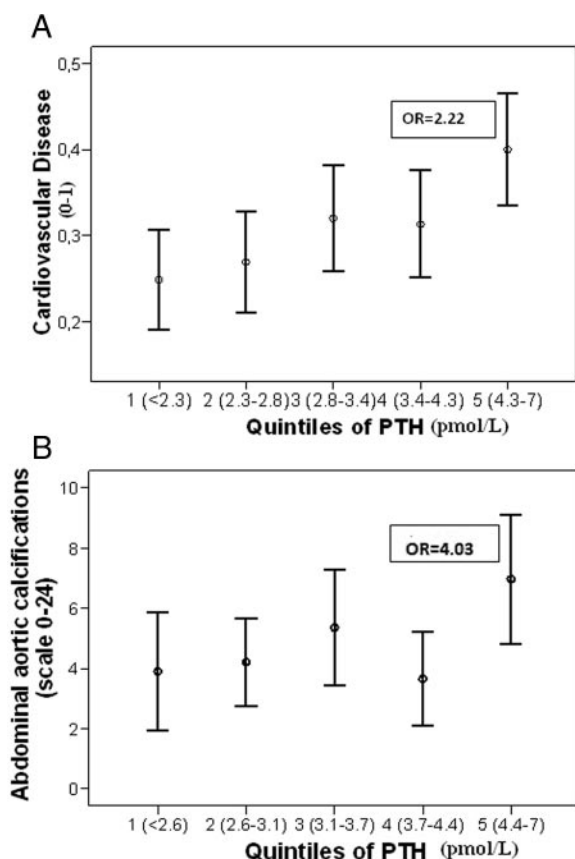 A
Cardiovascular Disease
(0-1)
0,5
0,4
0,3
0,2
OR=2.22
1 (<2.3) 2 (2.3-2.8) 3 (2.8-3.4) 4 (3.4-4.3) 5 (4.3-7)
Quintiles of PTH (pmol/L)
B
Abdominal aortic calcifications
(scale 0-24)
10
8
6
4
2
0
OR=4.03
1 (<2.6) 2 (2.6-3.1) 3 (3.1-3.7) 4 (3.7-4.4) 5 (4.4-7)
Quintiles of PTH (pmol/L)